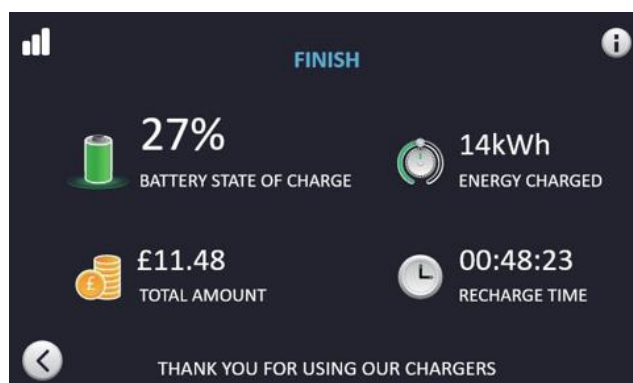 FINISH
27%
BATTERY STATE OF CHARGE
14kWh
ENERGY CHARGED
£11.48
TOTAL AMOUNT
00:48:23
RECHARGE TIME
THANK YOU FOR USING OUR CHARGERS